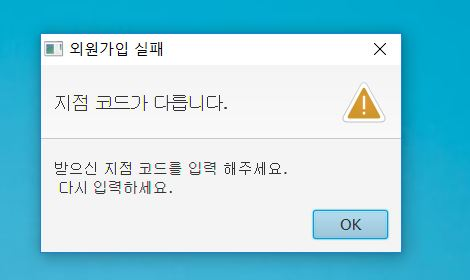 외원가입 실패
지점 코드가 다릅니다.
받으신 지점 코드를 입력 해주세요.
다시 입력하세요.
OK